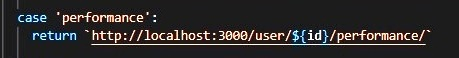 case 'performance':
return `http://localhost:3000/user/${id}/performance/`